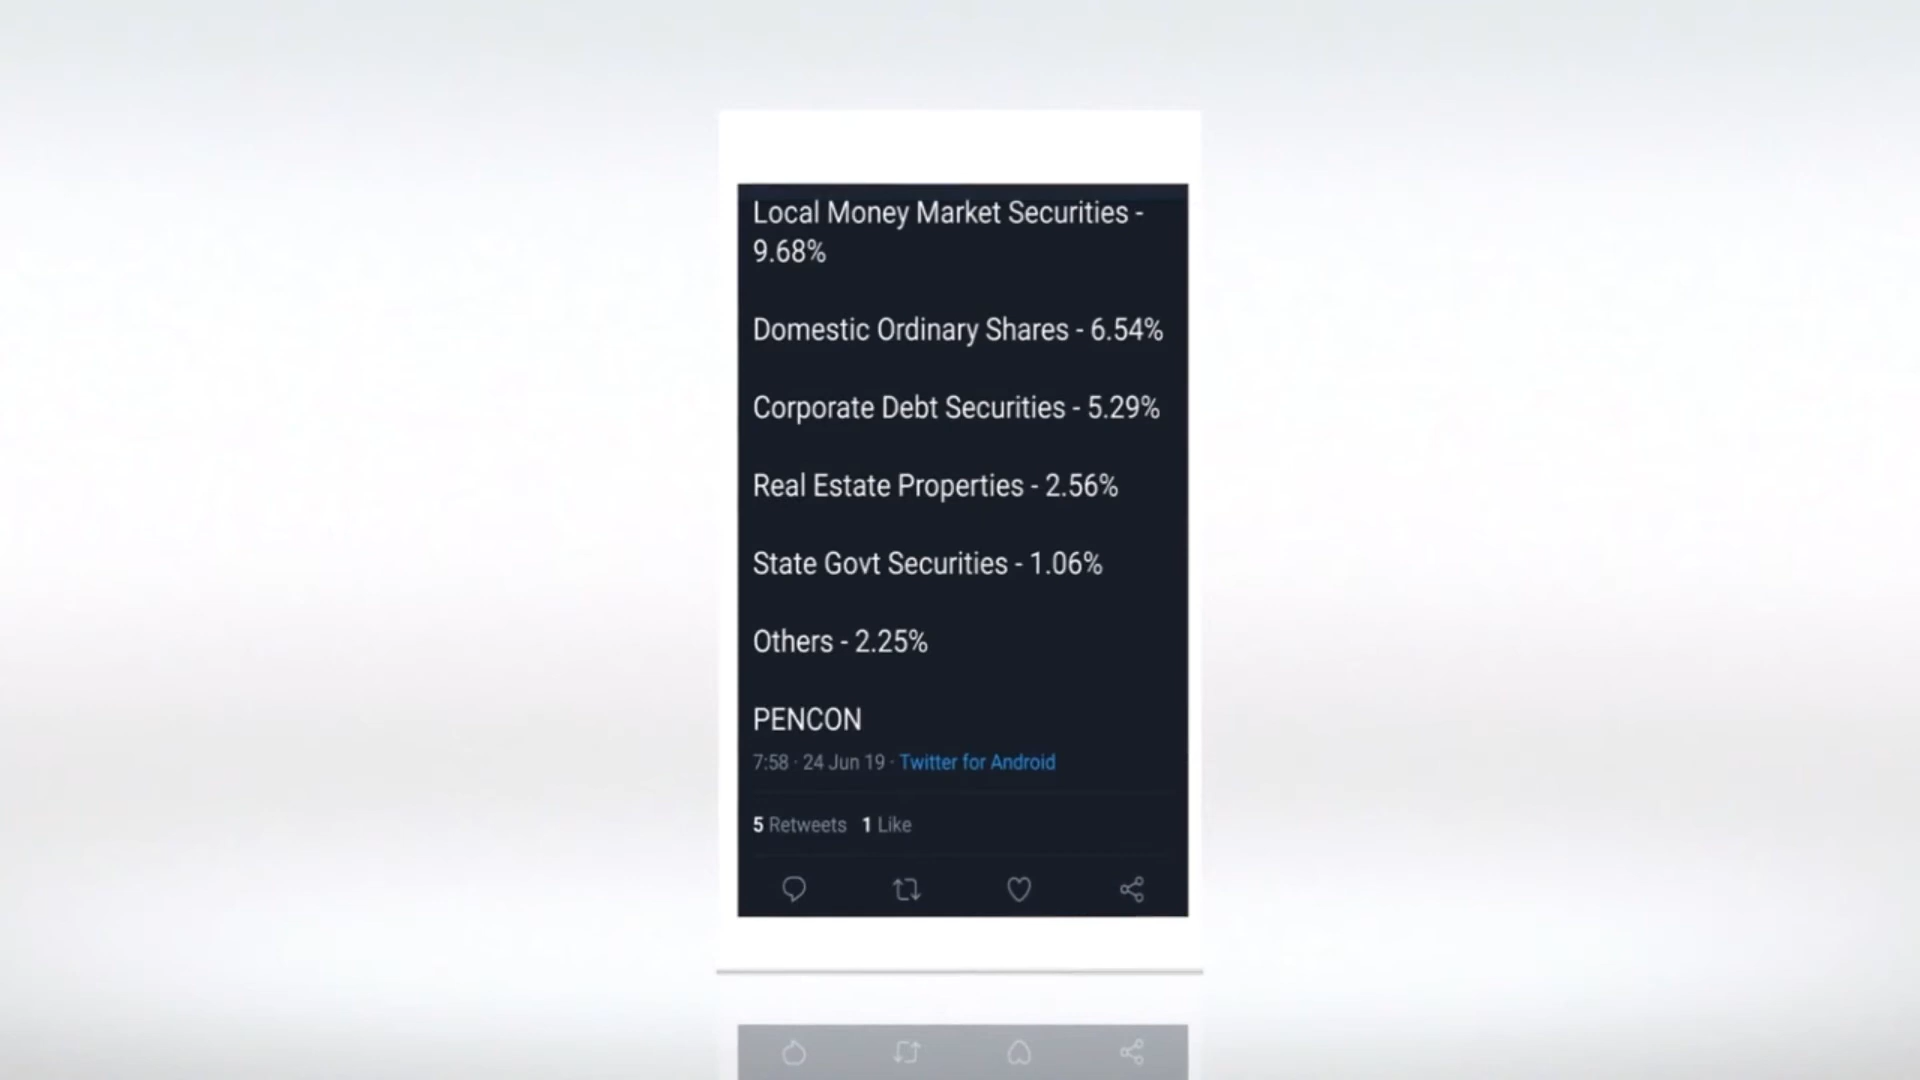 Local Money Market Securities -
9.68%
Domestic Ordinary Shares - 6.54%
Corporate Debt Securities - 5.29%
Real Estate Properties - 2.56%
State Govt Securities - 1.06%
Others - 2.25%
PENCON
7:58 · 24 Jun 19 · Twitter for Android
5 Retweets 1 Like